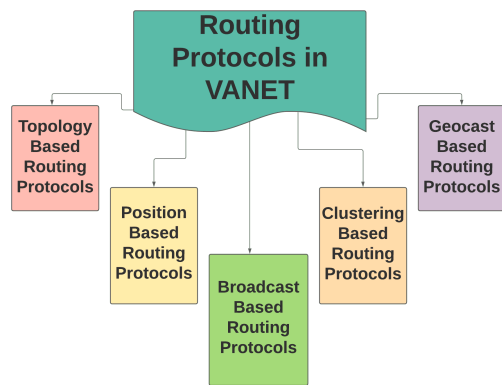 Routing
Protocols in
VANET
Topology
Based
Routing
Protocols
Position
Based
Routing
Protocols
Broadcast
Based
Routing
Protocols
Clustering
Based
Routing
Protocols
Geocast
Based
Routing
Protocols